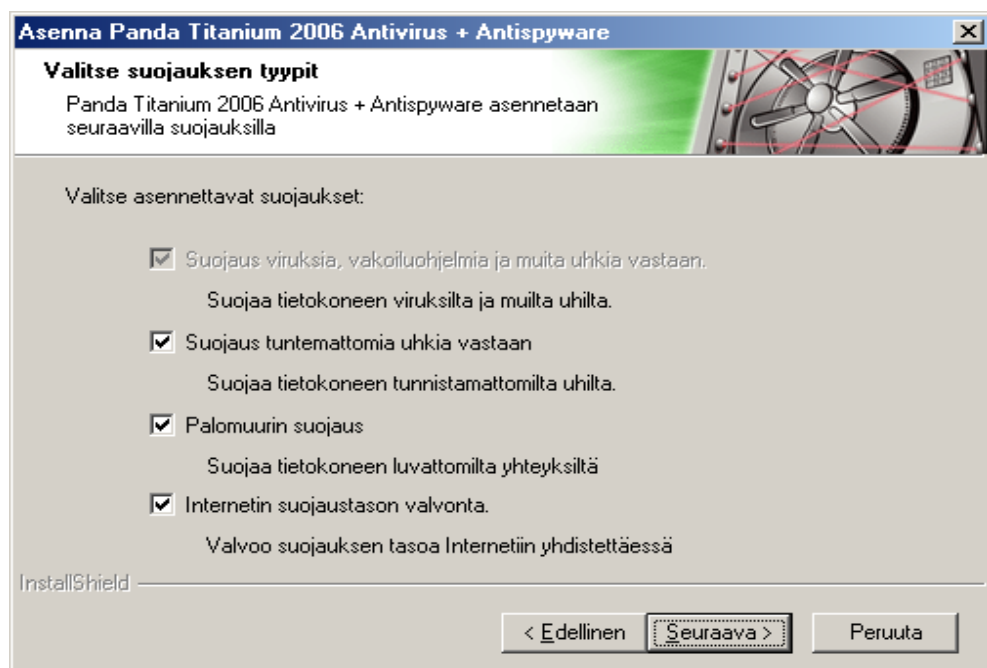 Asenna Panda Titanium 2006 Antivirus + Antispyware
Valitse suojauksen tyypit
Panda Titanium 2006 Antivirus + Antispyware asennetaan
seuraavilla suojauksilla
Valitse asennettavat suojaukset:
Suojaus viruksia, vakoiluohjelmia ja muita uhkia vastaan.
Suojaa tietokoneen viruksilta ja muilta uhilta.
Suojaus tuntemattomia uhkia vastaan
Suojaa tietokoneen tunnistamattomilta uhilta.
Palomuurin suojaus
Suojaa tietokoneen luvattomilta yhteyksiltä
Internetin suojaustason valvonta.
Valvoo suojauksen tasoa Internetiin yhdistettäessä
InstallShield
< Edellinen
Seuraava >
Peruuta